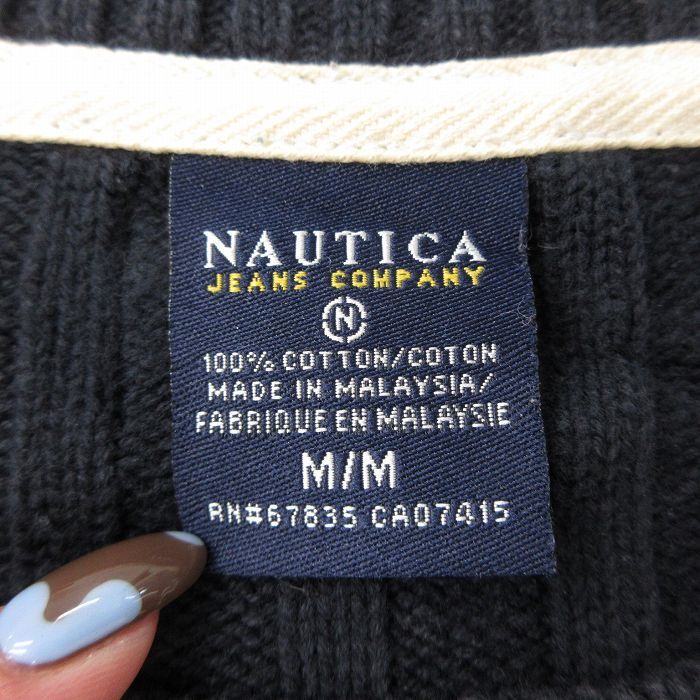 NAUTICA
JEANS COMPANY
N
100% COTTON/COTON
MADE IN MALAYSIA/
FABRIQUE EN MALAYSIE
M/M
RN#67835 CA07415